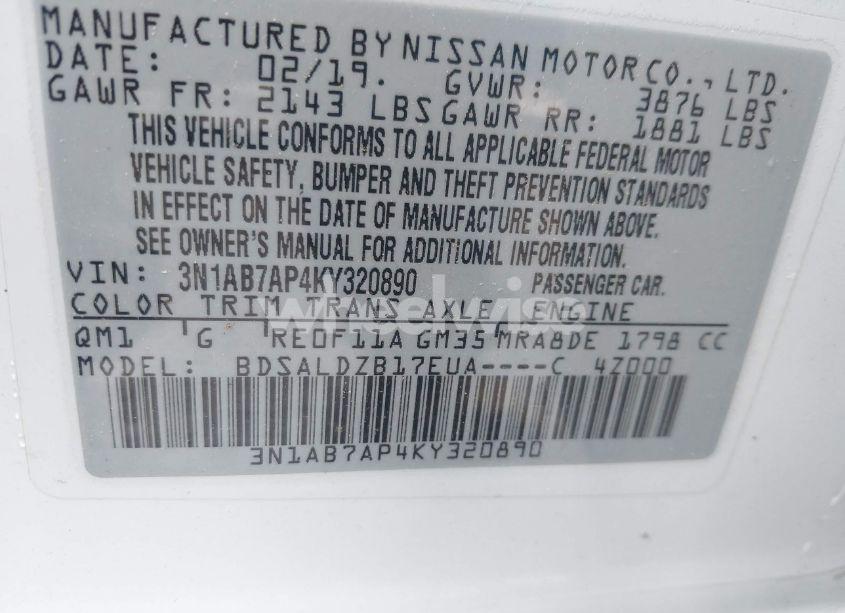 MANUFACTURED BY NISSAN MOTOR CO., LTD.
DATE: 02/19. GVWR: 3876 LBS
GAWR FR: 2143 LBS GAWR RR: 1881 LBS
THIS VEHICLE CONFORMS TO ALL APPLICABLE FEDERAL MOTOR
VEHICLE SAFETY, BUMPER AND THEFT PREVENTION STANDARDS
IN EFFECT ON THE DATE OF MANUFACTURE SHOWN ABOVE.
SEE OWNER'S MANUAL FOR ADDITIONAL INFORMATION.
VIN: 3N1AB7AP4KY320890 PASSENGER CAR.
COLOR TRIM TRANS AXLE ENGINE
wheelwise
QM1 G RE0F11A GM35 MRA8DE 1798 CC
MODEL: BDSALDZB17EUA----C 4Z000
3N1AB7AP4KY320890